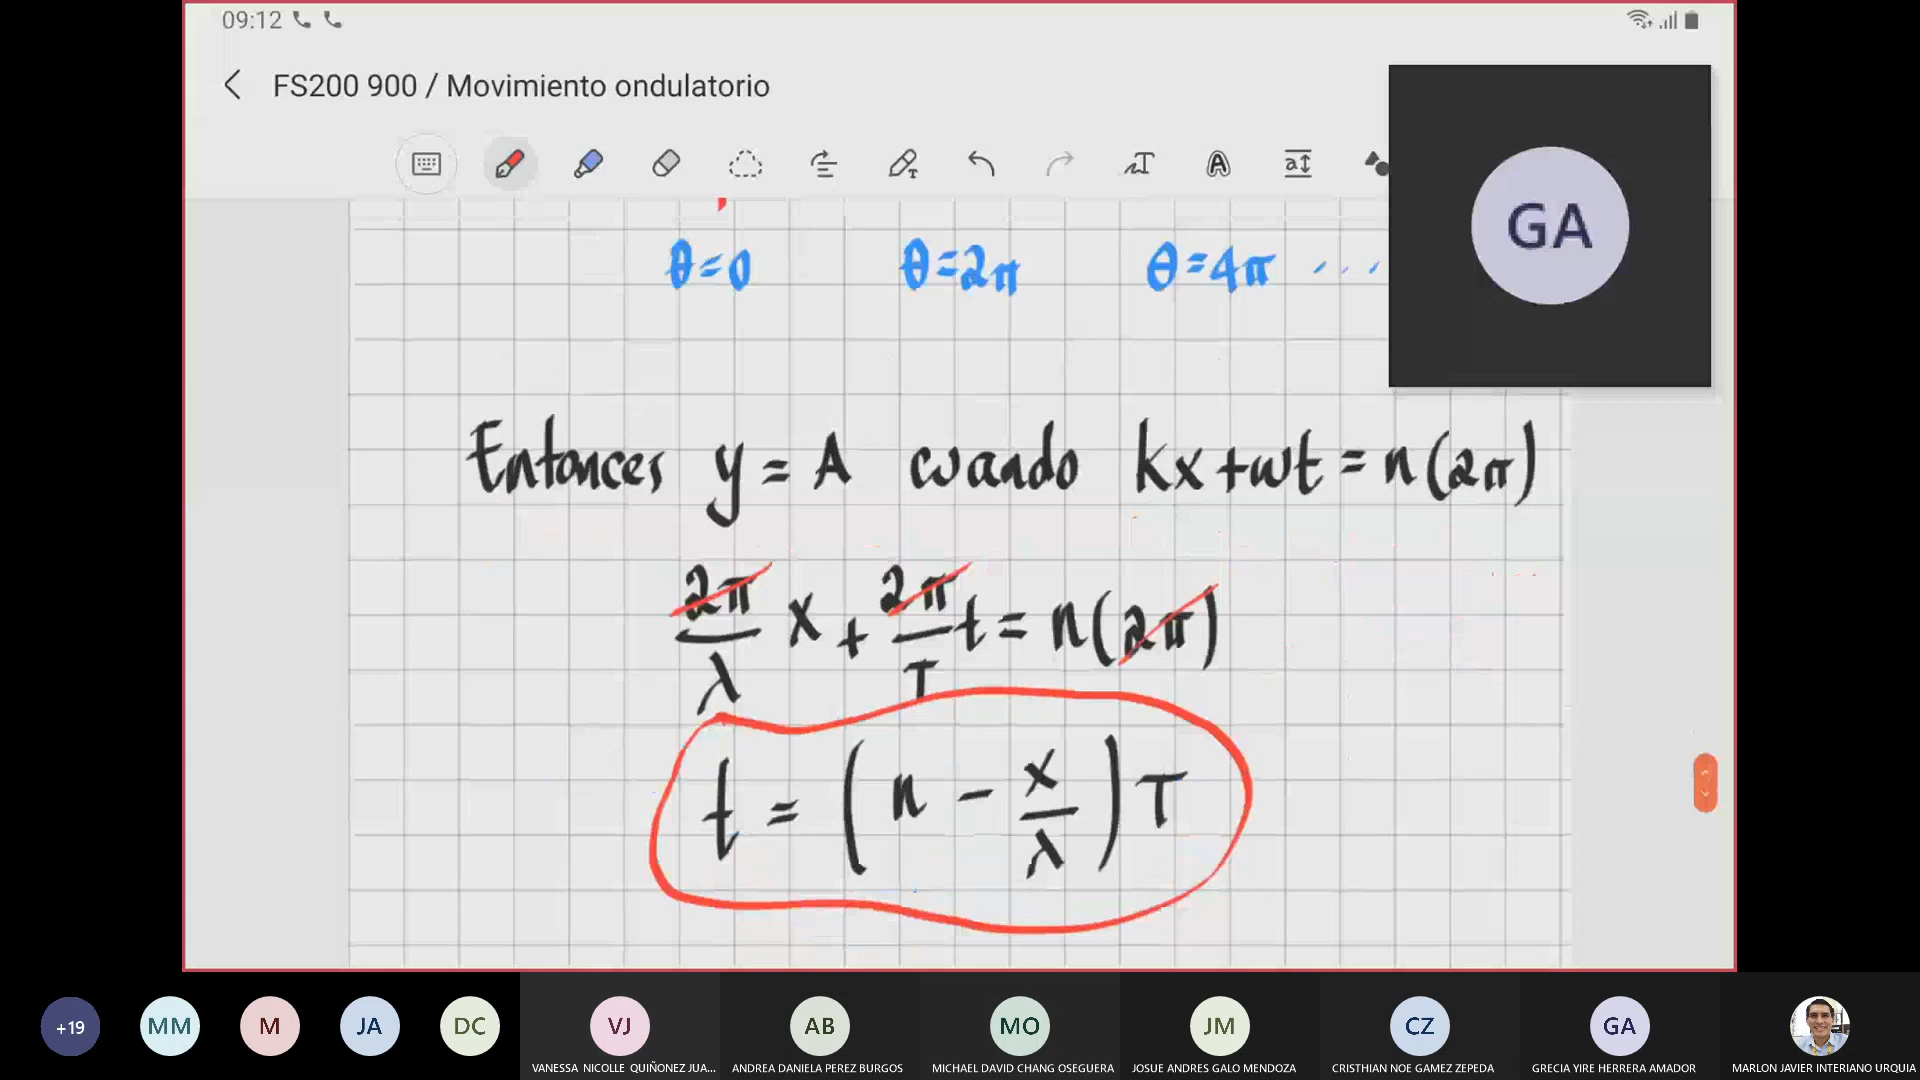 09:12
FS200 900 / Movimiento ondulatorio
GA
θ=0 θ=2π θ=4π ...
Entonces y = A cuando kx+ωt = n(2π)
2π/λ x + 2π/T t = n(2π)
t = (n - x/λ) T
+19 MM M JA DC VJ AB MO JM CZ GA
VANESSA NICOLLE QUIÑONEZ JUA... ANDREA DANIELA PEREZ BURGOS MICHAEL DAVID CHANG OSEGUERA JOSUE ANDRES GALO MENDOZA CRISTHIAN NOE GAMEZ ZEPEDA GRECIA YIRE HERRERA AMADOR MARLON JAVIER INTERIANO URQUIA